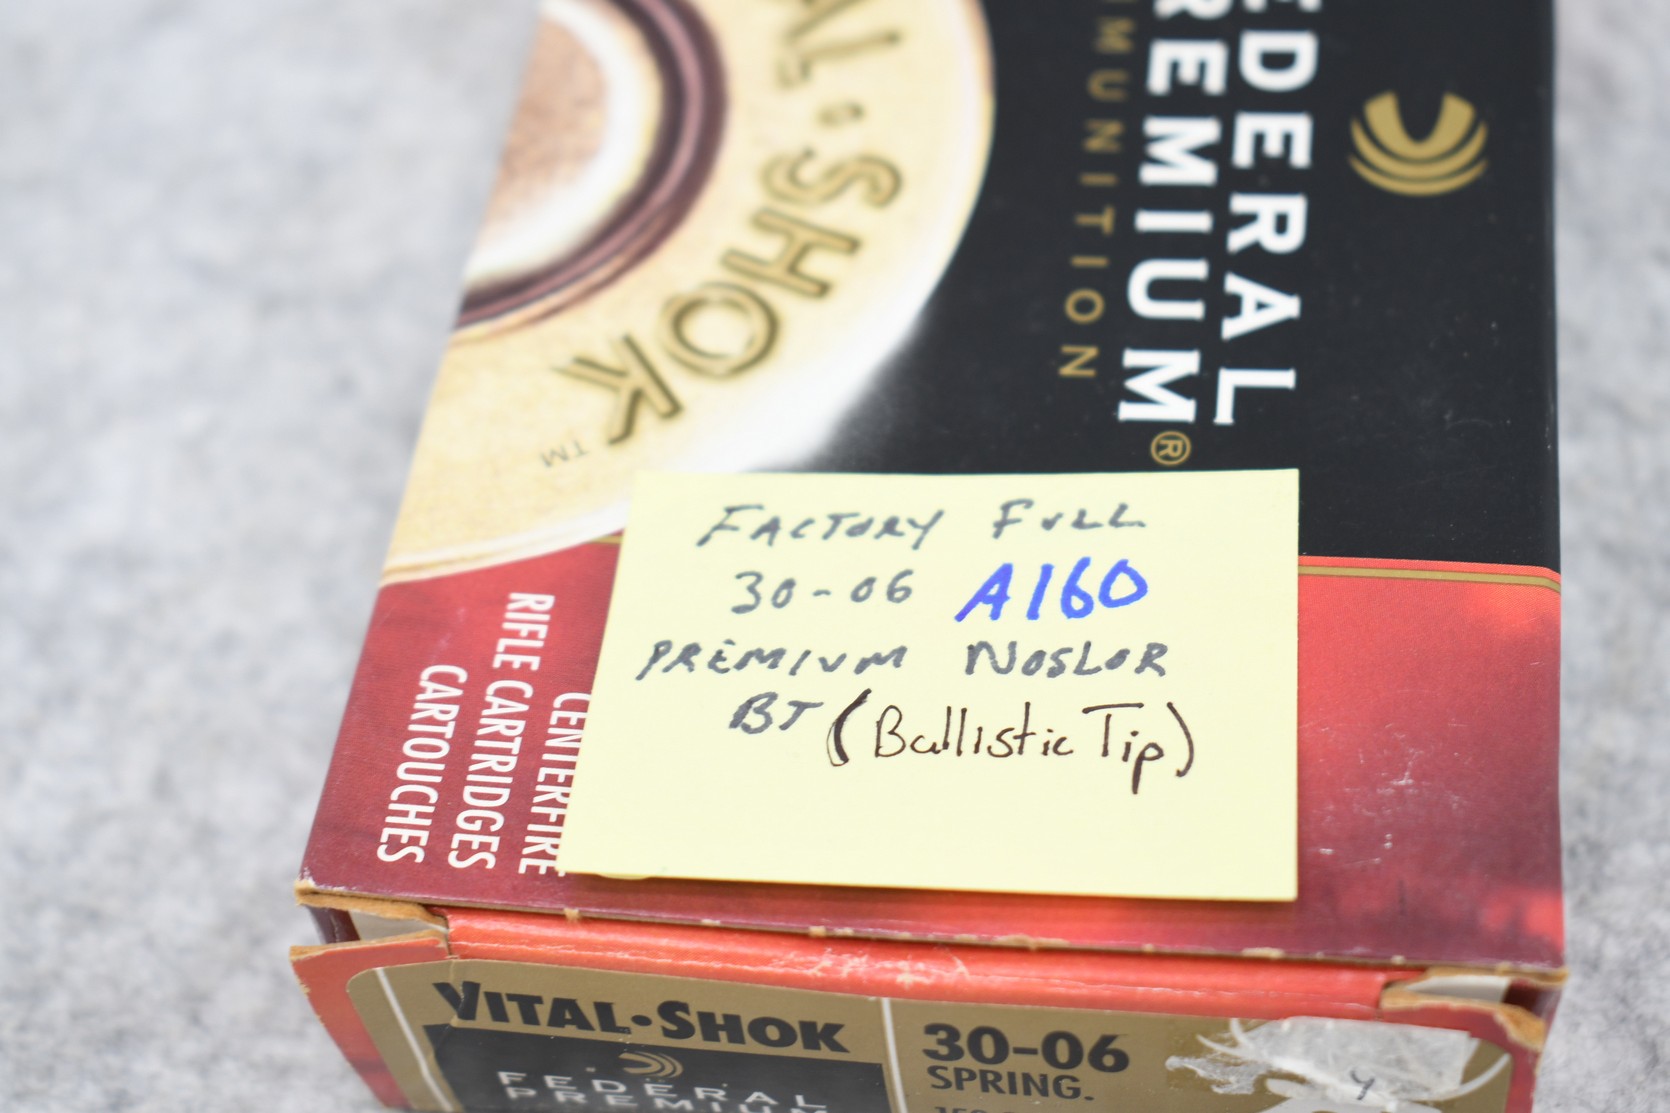 FEDERAL
PREMIUM®
AMMUNITION
VITAL·SHOK™
CENTERFIRE
RIFLE CARTRIDGES
CARTOUCHES
FACTORY FULL
30-06 A160
PREMIUM NOSLOR
BT (Ballistic Tip)
VITAL·SHOK
FEDERAL
PREMIUM
30-06
SPRING.